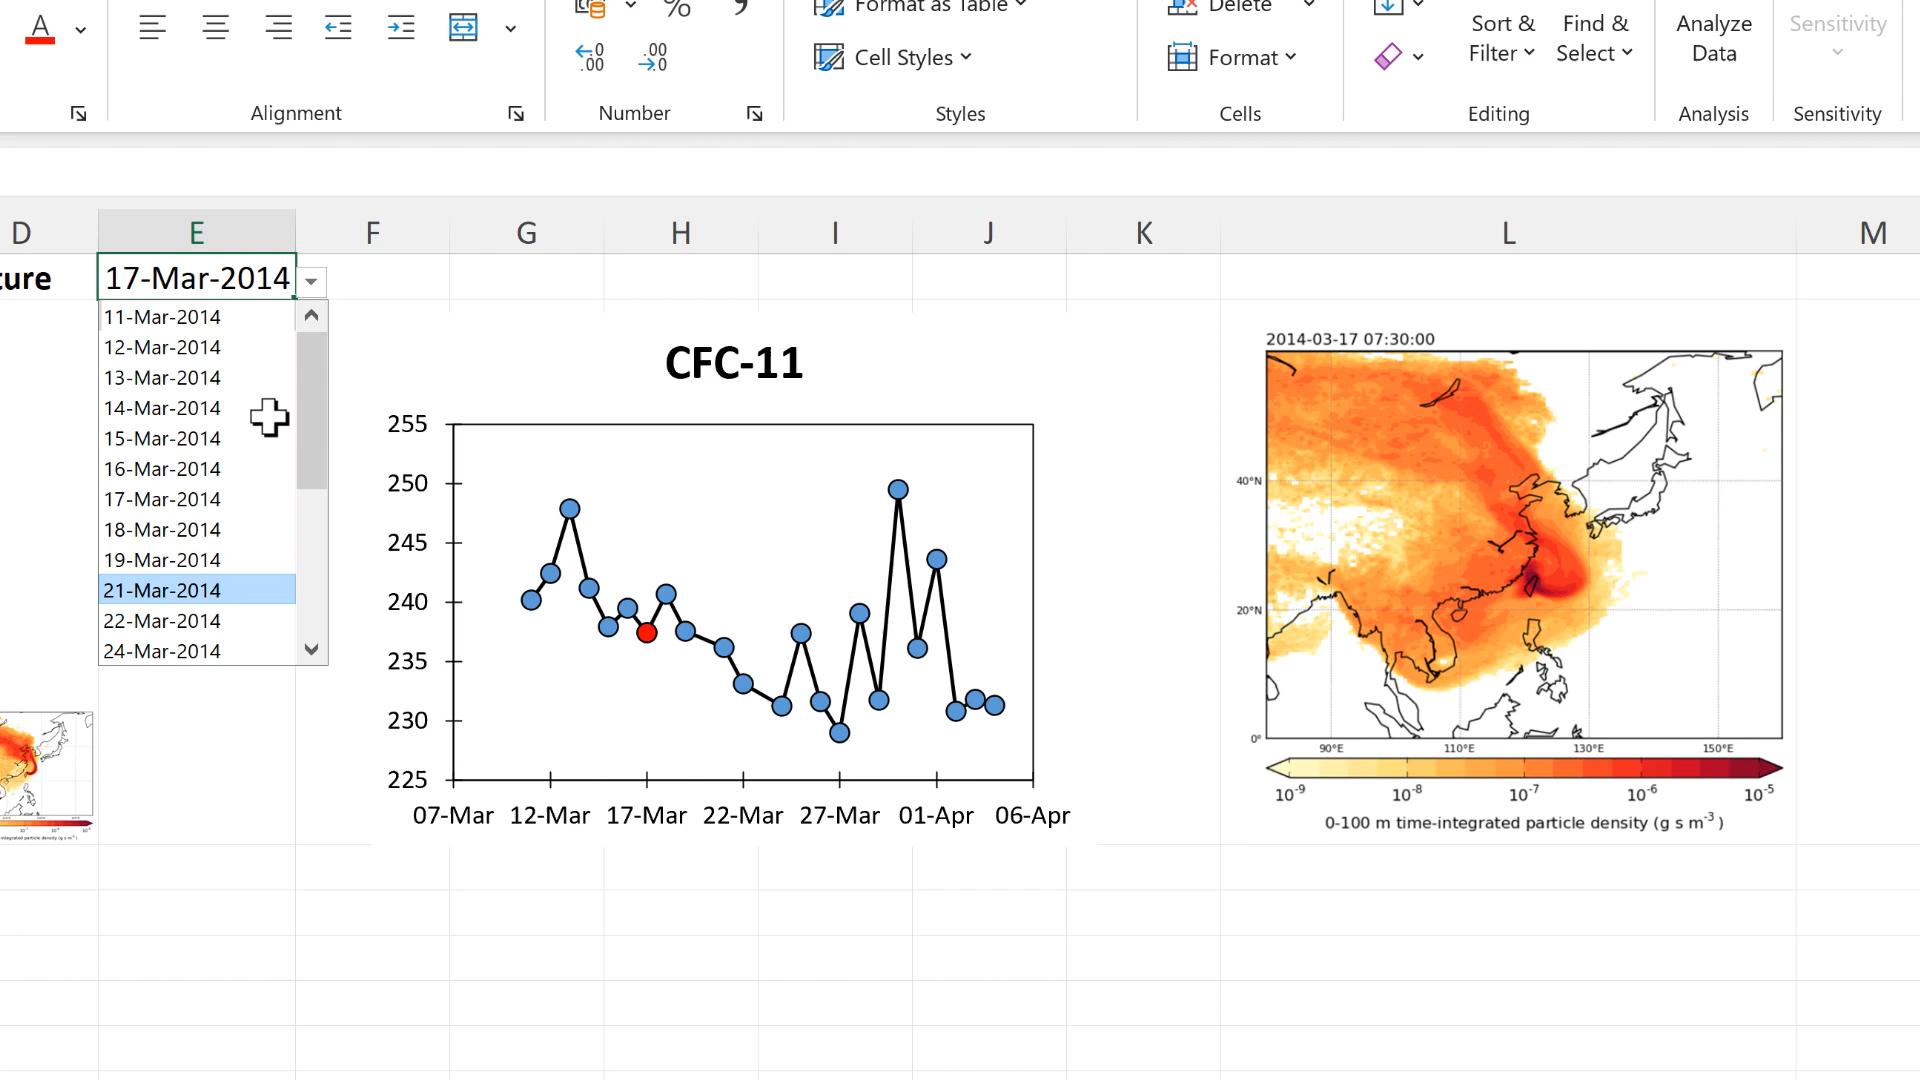 A
%
Format as Table
Delete
←0
.00
.00
→0
Cell Styles
Format
Sort &
Filter
Find &
Select
Analyze
Data
Sensitivity
Alignment
Number
Styles
Cells
Editing
Analysis
Sensitivity
D E F G H I J K L M
ture 17-Mar-2014
11-Mar-2014
12-Mar-2014
13-Mar-2014
14-Mar-2014
15-Mar-2014
16-Mar-2014
17-Mar-2014
18-Mar-2014
19-Mar-2014
21-Mar-2014
22-Mar-2014
24-Mar-2014
CFC-11
255
250
245
240
235
230
225
07-Mar 12-Mar 17-Mar 22-Mar 27-Mar 01-Apr 06-Apr
2014-03-17 07:30:00
40°N
20°N
0°
90°E 110°E 130°E 150°E
10⁻⁹ 10⁻⁸ 10⁻⁷ 10⁻⁶ 10⁻⁵
0-100 m time-integrated particle density (g s m⁻³)